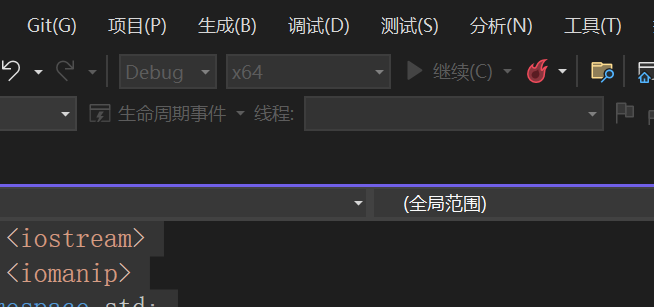 Git(G) 项目(P) 生成(B) 调试(D) 测试(S) 分析(N) 工具(T)
Debug x64 继续(C)
生命周期事件 线程:
(全局范围)
<iostream>
<iomanip>
std;